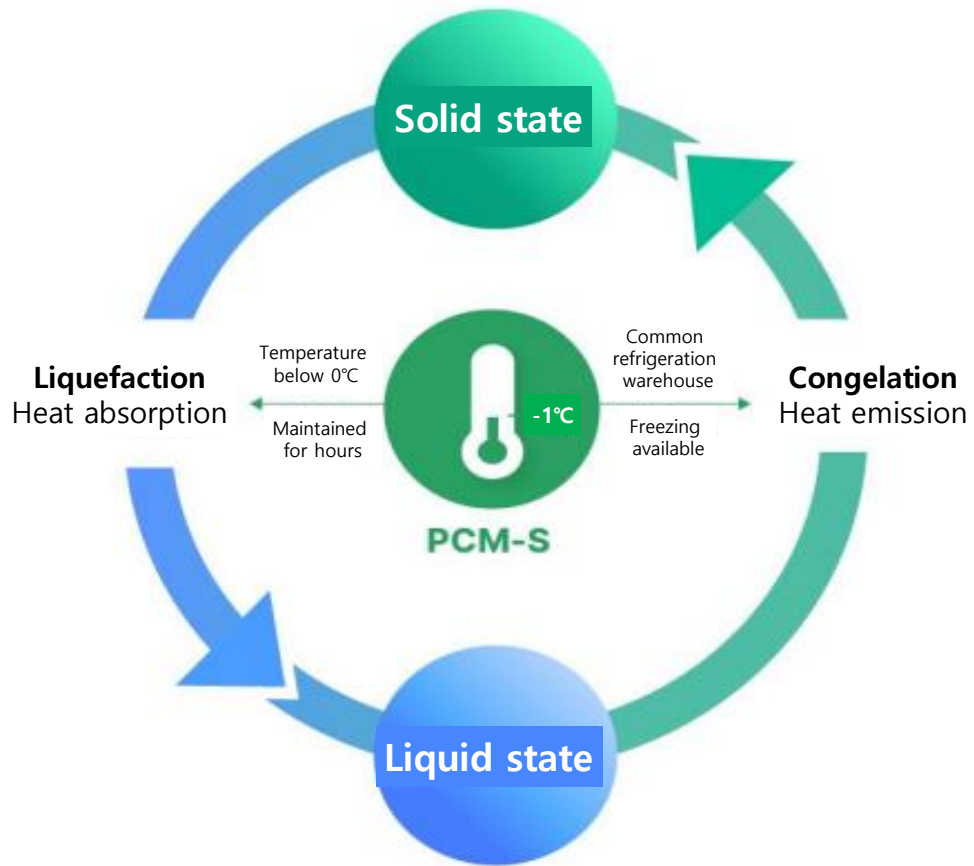 Solid state
Temperature
below 0℃
Maintained
for hours
Common
refrigeration
warehouse
Freezing
available
Liquefaction
Heat absorption
-1℃
Congelation
Heat emission
PCM-S
Liquid state